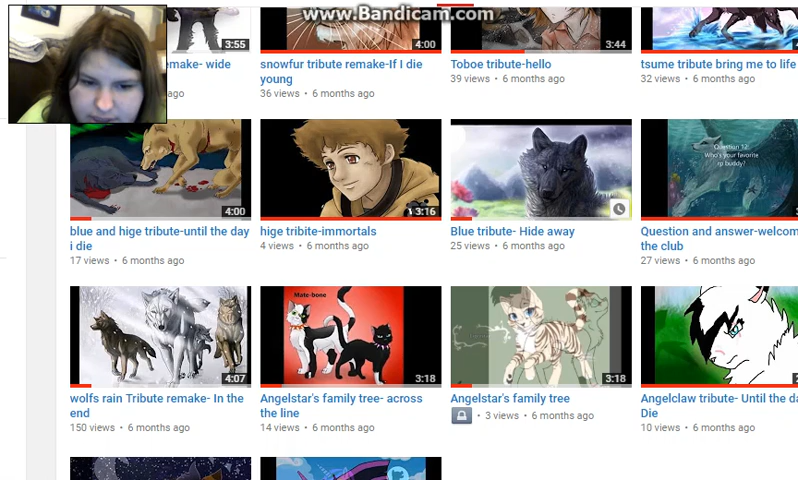 www.Bandicam.com
3:55
4:00
3:44
emake- wide
snowfur tribute remake-If I die
young
Toboe tribute-hello
tsume tribute bring me to life
ago
36 views • 6 months ago
39 views • 6 months ago
32 views • 6 months ago
Question 12:
Who's your favorite
rp buddy?
4:00
3:16
blue and hige tribute-until the day
i die
hige tribite-immortals
Blue tribute- Hide away
Question and answer-welcom
the club
17 views • 6 months ago
4 views • 6 months ago
25 views • 6 months ago
27 views • 6 months ago
Mate-bone
4:07
3:18
3:18
wolfs rain Tribute remake- In the
end
Angelstar's family tree- across
the line
Angelstar's family tree
Angelclaw tribute- Until the da
Die
150 views • 6 months ago
14 views • 6 months ago
• 3 views • 6 months ago
10 views • 6 months ago